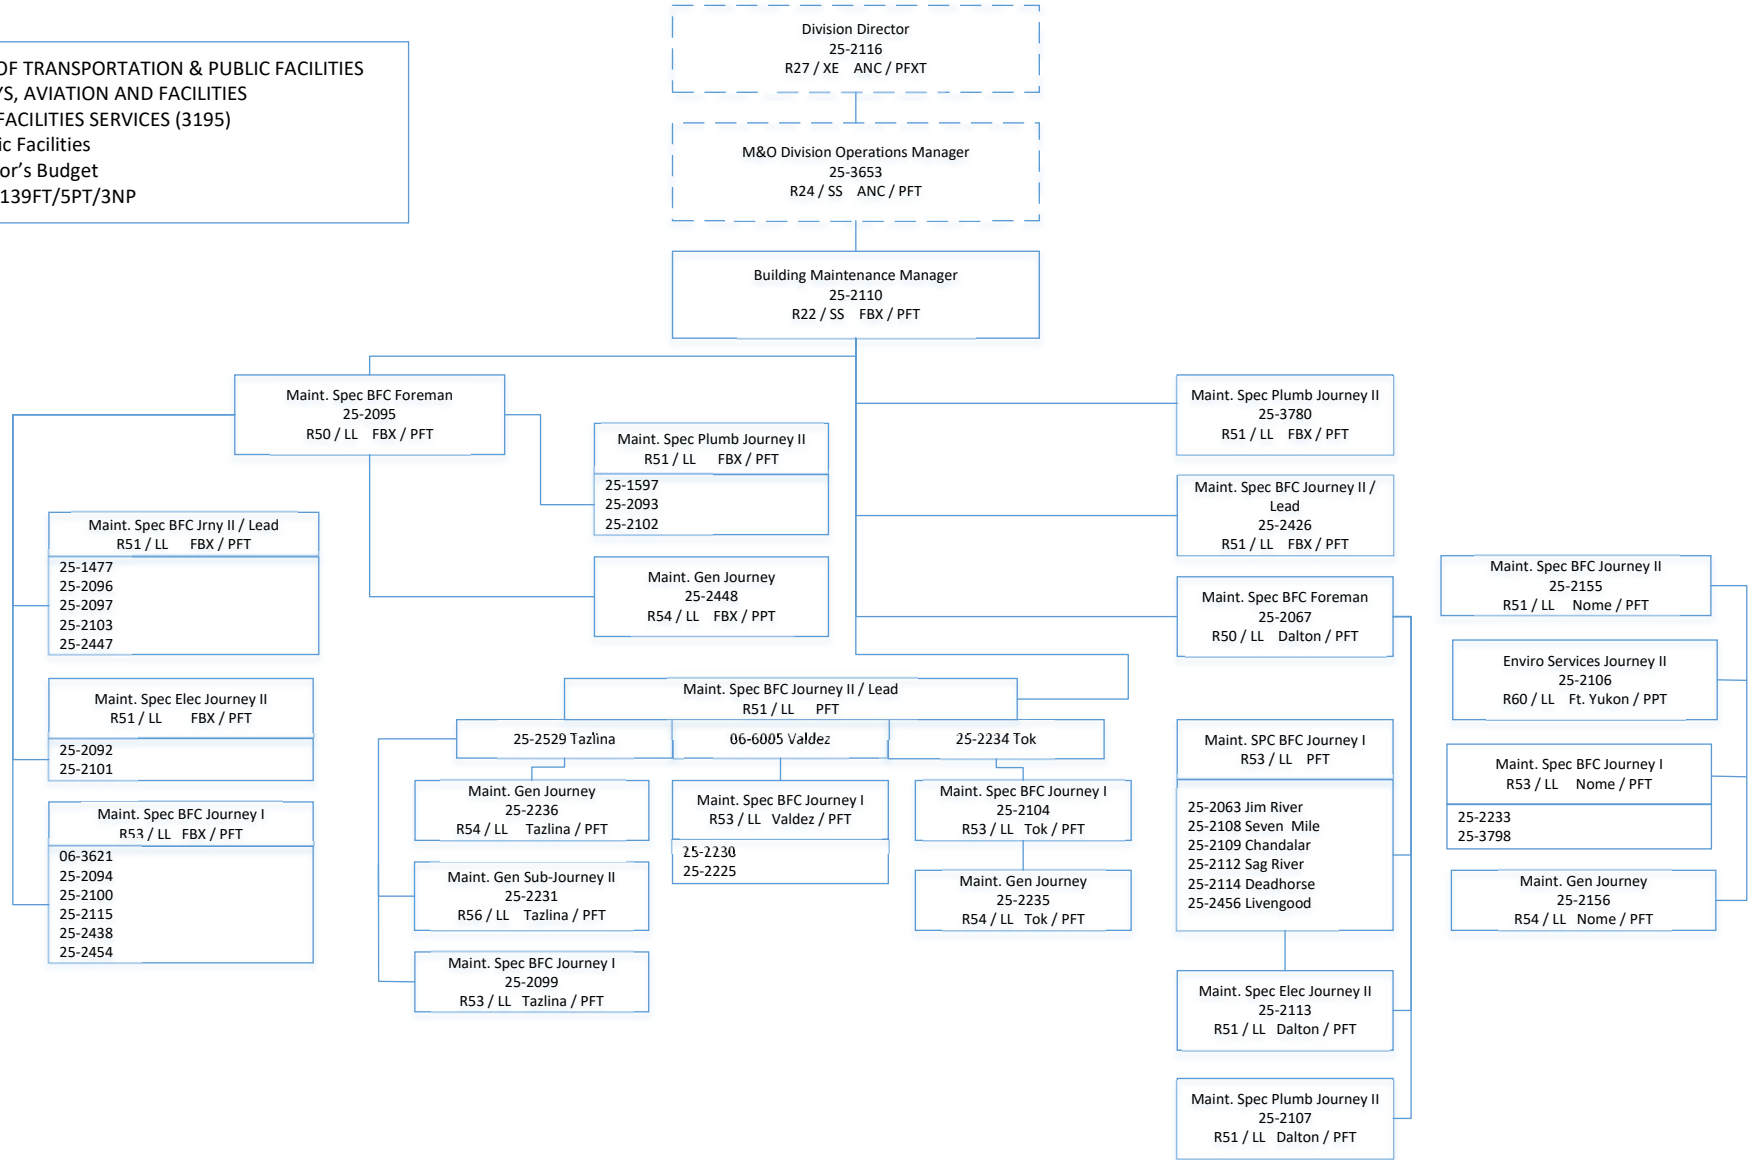 OF TRANSPORTATION & PUBLIC FACILITIES
AVIATION AND FACILITIES
FACILITIES SERVICES (3195)
Facilities
Budget
139FT/5PT/3NP
Division Director
25-2116
R27 / XE ANC / PFXT
M&O Division Operations Manager
25-3653
R24 / SS ANC / PFT
Building Maintenance Manager
25-2110
R22 / SS FBX / PFT
Maint. Spec BFC Foreman
25-2095
R50 / LL FBX / PFT
Maint. Spec Plumb Journey II
R51 / LL FBX / PFT
25-1597
25-2093
25-2102
Maint. Gen Journey
25-2448
R54 / LL FBX / PPT
Maint. Spec BFC Jrny II / Lead
R51 / LL FBX / PFT
25-1477
25-2096
25-2097
25-2103
25-2447
Maint. Spec Elec Journey II
R51 / LL FBX / PFT
25-2092
25-2101
Maint. Spec BFC Journey I
R53 / LL FBX / PFT
06-3621
25-2094
25-2100
25-2115
25-2438
25-2454
Maint. Spec BFC Journey II / Lead
R51 / LL PFT
25-2529 Tazlina
06-6005 Valdez
25-2234 Tok
Maint. Gen Journey
25-2236
R54 / LL Tazlina / PFT
Maint. Gen Sub-Journey II
25-2231
R56 / LL Tazlina / PFT
Maint. Spec BFC Journey I
25-2099
R53 / LL Tazlina / PFT
Maint. Spec BFC Journey I
R53 / LL Valdez / PFT
25-2230
25-2225
Maint. Spec BFC Journey I
25-2104
R53 / LL Tok / PFT
Maint. Gen Journey
25-2235
R54 / LL Tok / PFT
Maint. Spec Plumb Journey II
25-3780
R51 / LL FBX / PFT
Maint. Spec BFC Journey II /
Lead
25-2426
R51 / LL FBX / PFT
Maint. Spec BFC Foreman
25-2067
R50 / LL Dalton / PFT
Maint. SPC BFC Journey I
R53 / LL PFT
25-2063 Jim River
25-2108 Seven Mile
25-2109 Chandalar
25-2112 Sag River
25-2114 Deadhorse
25-2456 Livengood
Maint. Spec Elec Journey II
25-2113
R51 / LL Dalton / PFT
Maint. Spec Plumb Journey II
25-2107
R51 / LL Dalton / PFT
Maint. Spec BFC Journey II
25-2155
R51 / LL Nome / PFT
Enviro Services Journey II
25-2106
R60 / LL Ft. Yukon / PPT
Maint. Spec BFC Journey I
R53 / LL Nome / PFT
25-2233
25-3798
Maint. Gen Journey
25-2156
R54 / LL Nome / PFT